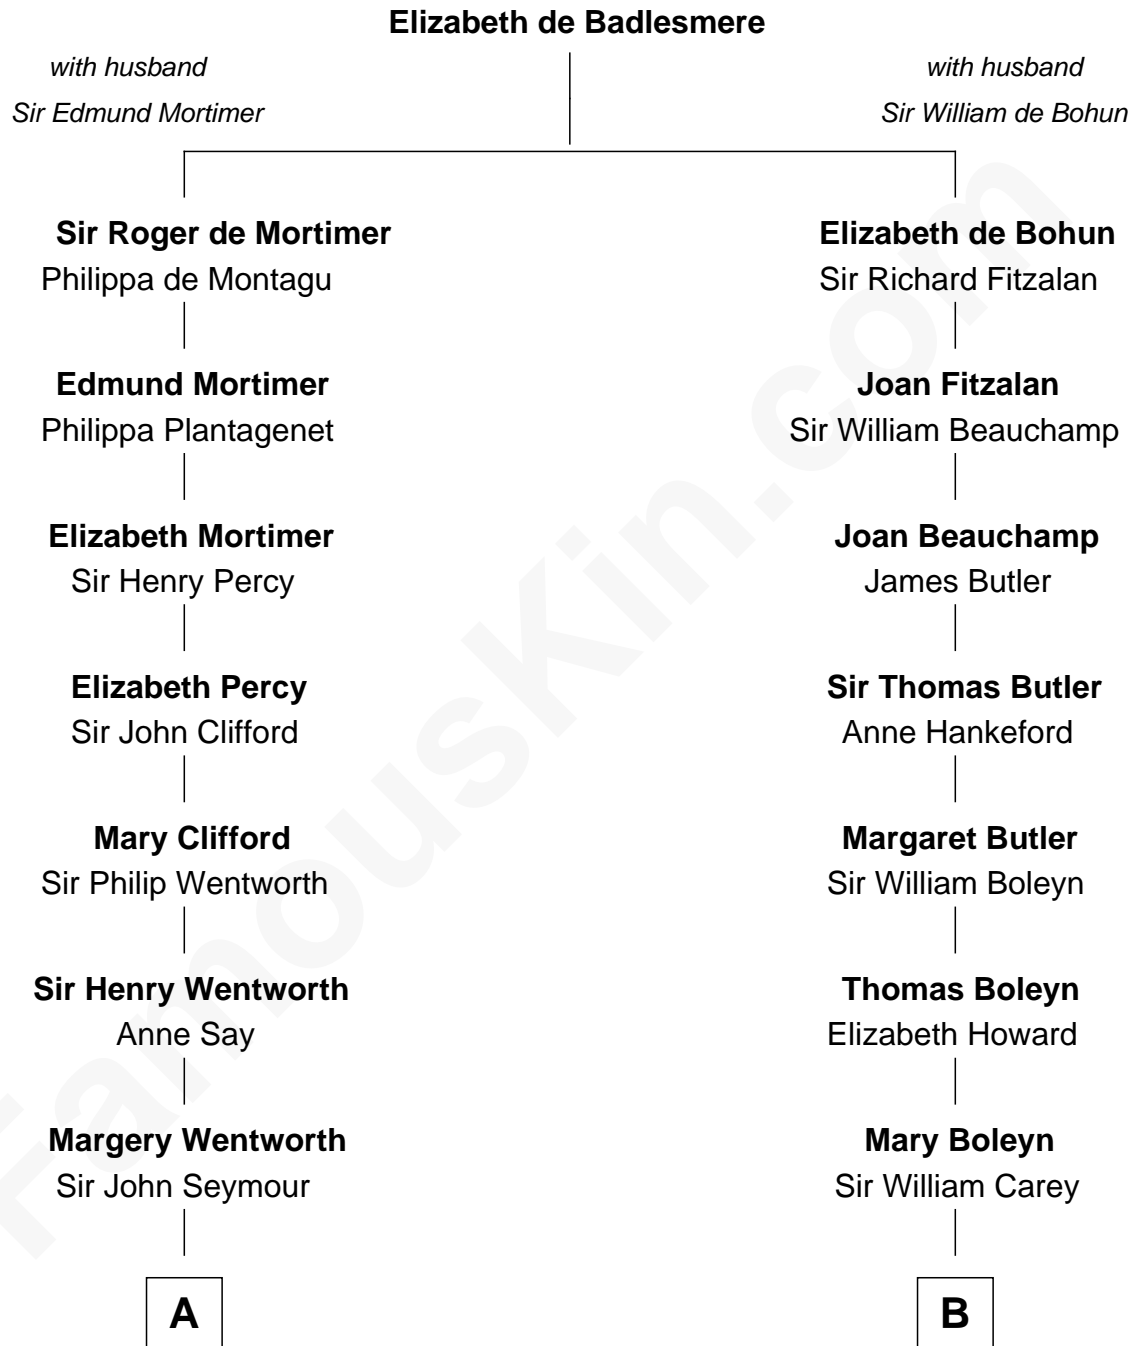 Elizabeth de Badlesmere
with husband
Sir Edmund Mortimer
with husband
Sir William de Bohun
Sir Roger de Mortimer
Philippa de Montagu
Elizabeth de Bohun
Sir Richard Fitzalan
Edmund Mortimer
Philippa Plantagenet
Joan Fitzalan
Sir William Beauchamp
Elizabeth Mortimer
Sir Henry Percy
Joan Beauchamp
James Butler
Elizabeth Percy
Sir John Clifford
Sir Thomas Butler
Anne Hankeford
Mary Clifford
Sir Philip Wentworth
Margaret Butler
Sir William Boleyn
Sir Henry Wentworth
Anne Say
Thomas Boleyn
Elizabeth Howard
Margery Wentworth
Sir John Seymour
Mary Boleyn
Sir William Carey
A
B
FamousKin.com